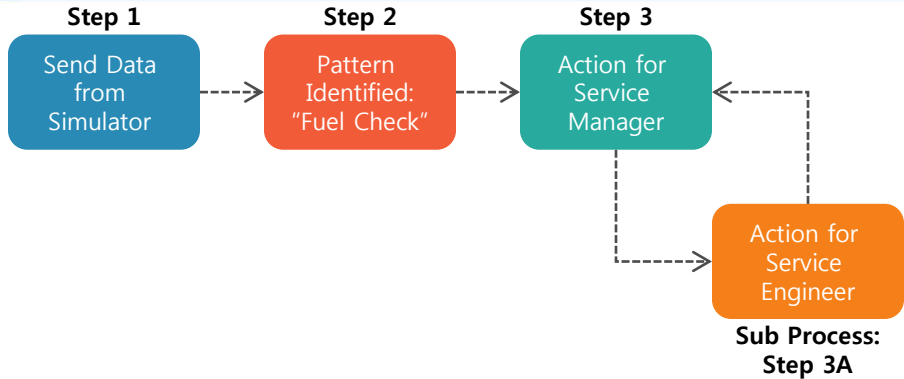 Step 1
Send Data
from
Simulator
Step 2
Pattern
Identified:
"Fuel Check"
Step 3
Action for
Service
Manager
Action for
Service
Engineer
Sub Process:
Step 3A